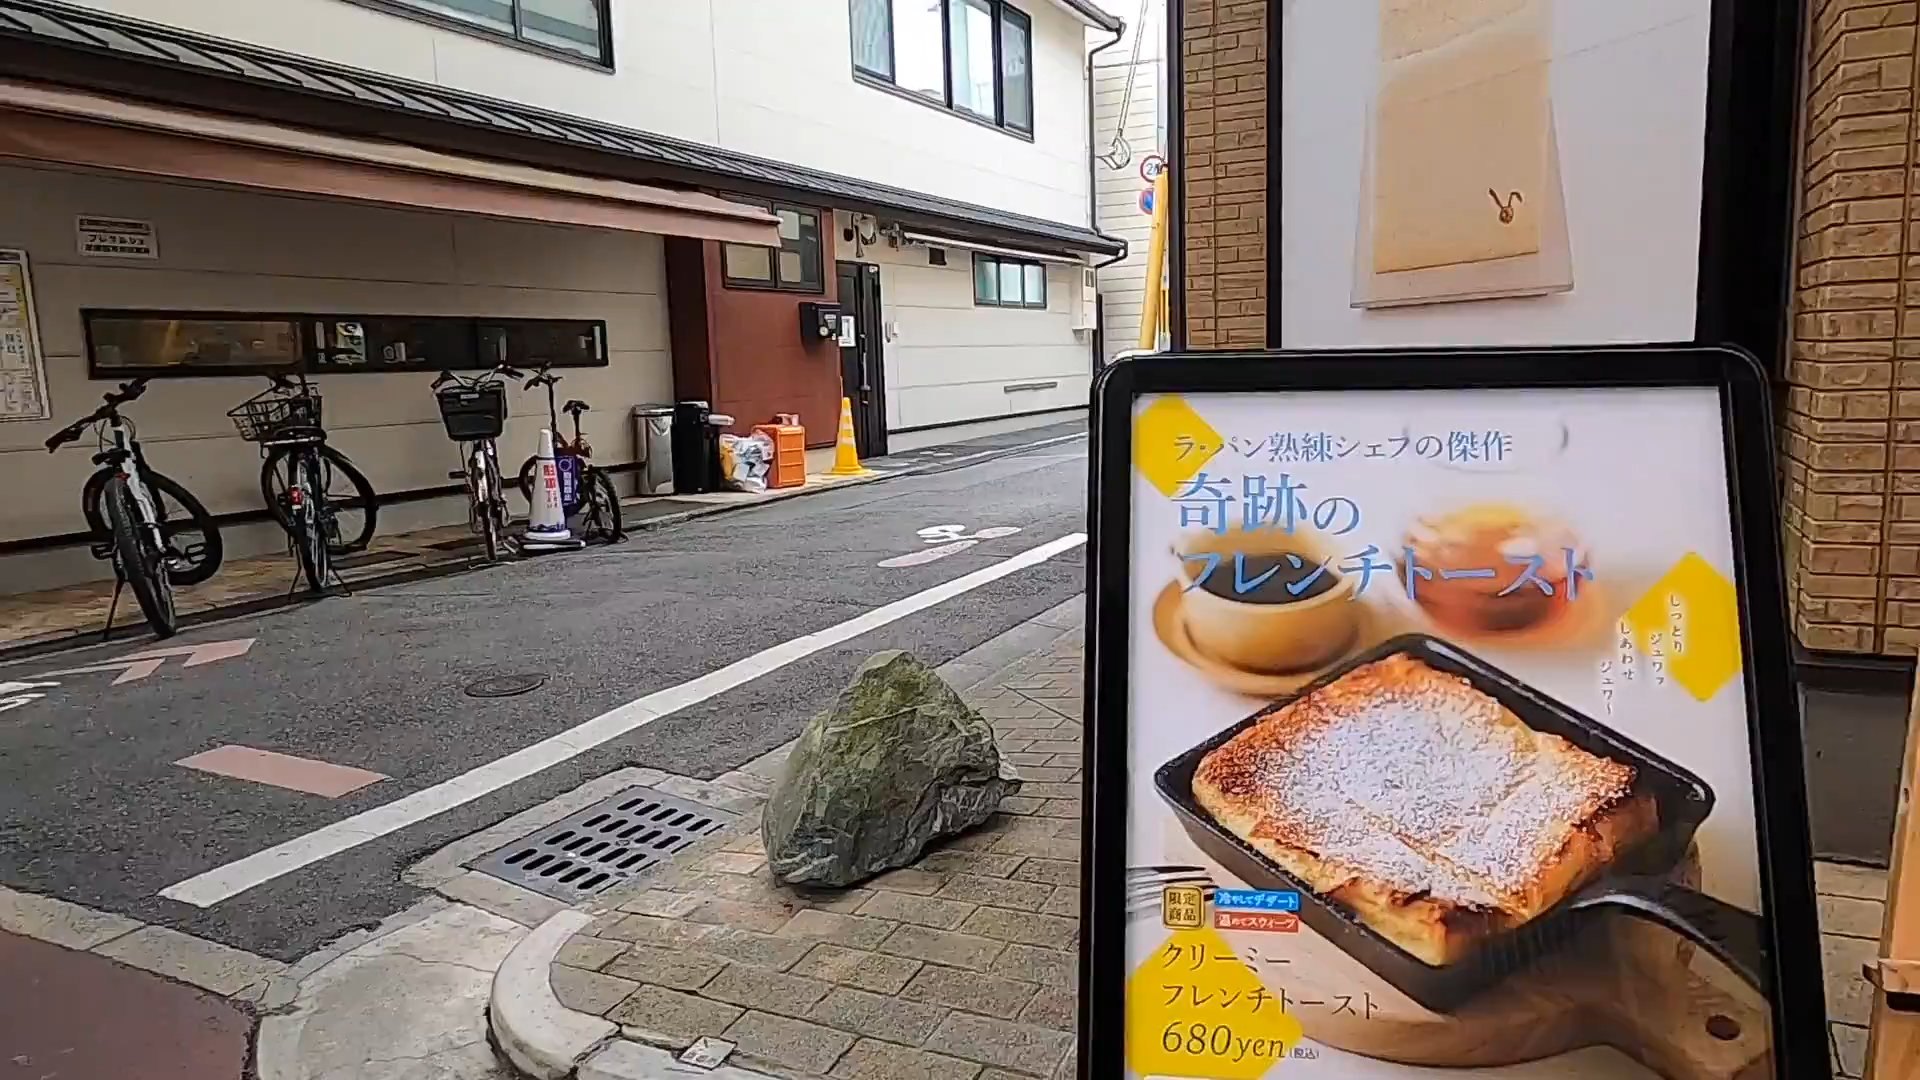 ラ・パン熟練シェフの傑作
奇跡の
フレンチトースト
しっとり
ジュワッ
しあわせ
ジュワ〜
限定
商品
冷やしてデザート
温めてスウィーツ
クリーミー
フレンチトースト
680yen(税込)